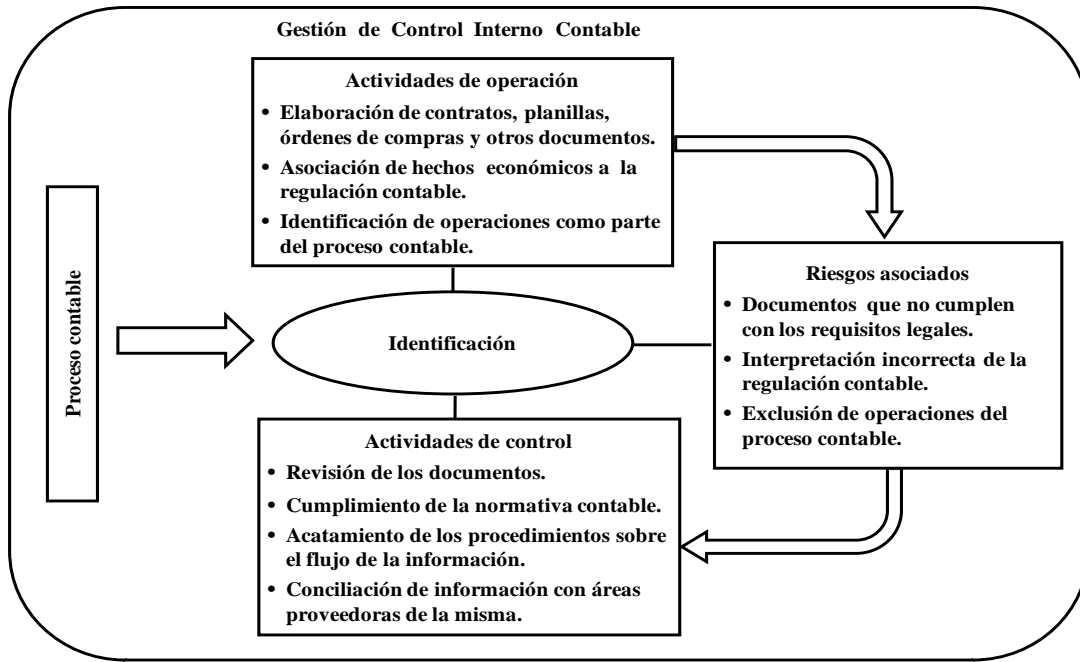 Gestión de Control Interno Contable
Actividades de operación
• Elaboración de contratos, planillas,
órdenes de compras y otros documentos.
• Asociación de hechos económicos a la
regulación contable.
• Identificación de operaciones como parte
del proceso contable.
Proceso contable
Identificación
Riesgos asociados
• Documentos que no cumplen
con los requisitos legales.
• Interpretación incorrecta de la
regulación contable.
• Exclusión de operaciones del
proceso contable.
Actividades de control
• Revisión de los documentos.
• Cumplimiento de la normativa contable.
• Acatamiento de los procedimientos sobre
el flujo de la información.
• Conciliación de información con áreas
proveedoras de la misma.